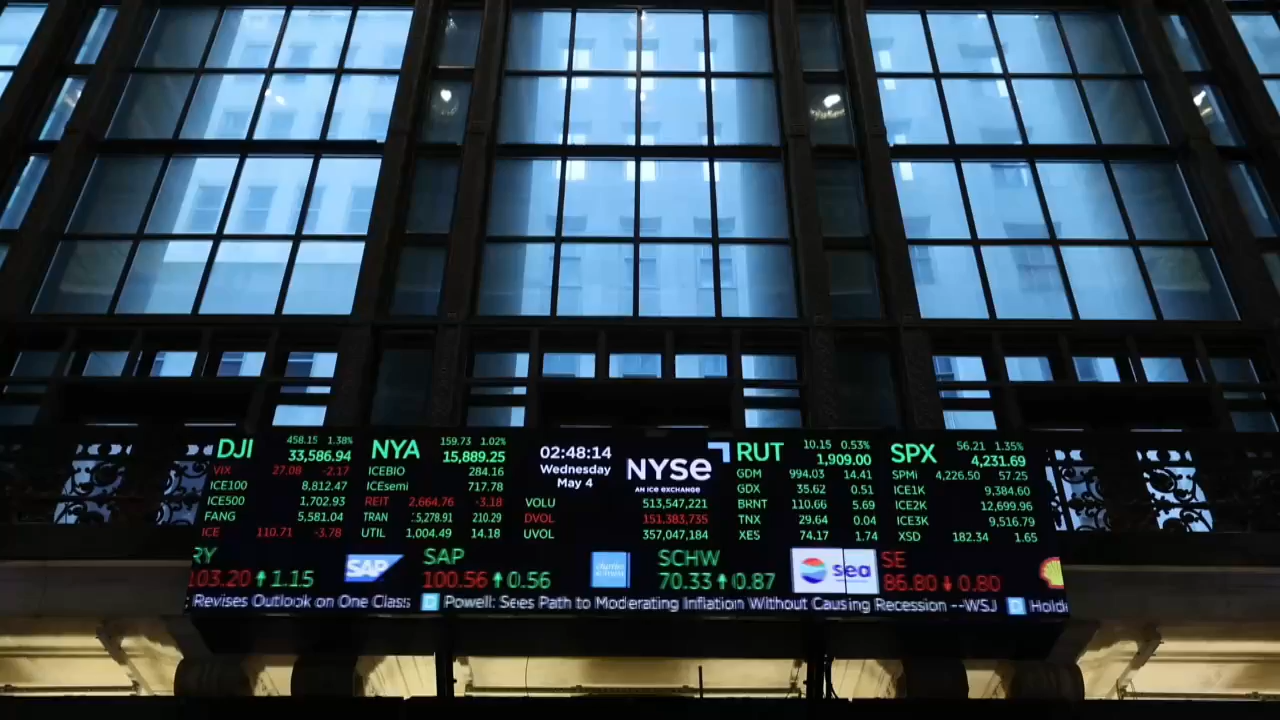 DJI 458.15 1.38% 33,586.94
VIX 27.08 -2.17
ICE100 8,812.47
ICE500 1,702.93
FANG 5,581.04
ICE 110.71 -3.78
NYA 159.73 1.02% 15,889.25
ICEBIO 284.16
ICEsemi 717.78
REIT 2,664.76 -3.18
TRAN 15,278.91 210.29
UTIL 1,004.49 14.18
02:48:14
Wednesday
May 4
NYSE
AN ICE EXCHANGE
VOLU 513,547,221
DVOL 151,383,735
UVOL 357,047,184
RUT 10.15 0.53% 1,909.00
GDM 994.03 14.41
GDX 35.62 0.51
BRNT 110.66 5.69
TNX 29.64 0.04
XES 74.17 1.74
SPX 56.21 1.35% 4,231.69
SPMi 4,226.50 57.25
ICE1K 9,384.60
ICE2K 12,699.96
ICE3K 9,516.79
XSD 182.34 1.65
RY SAP SAP SCHW sea SE
103.20 1.15 100.56 0.56 70.33 0.87 86.80 0.80
Revises Outlook on One Class Powell: Sees Path to Moderating Inflation Without Causing Recession --WSJ